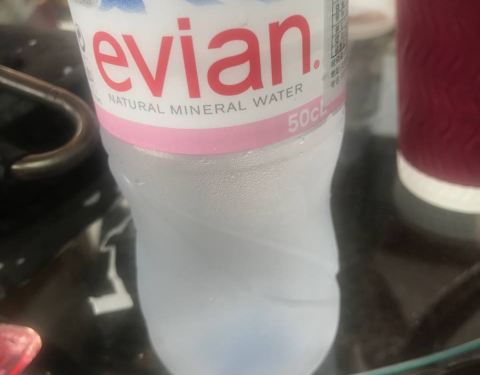 evian.
NATURAL MINERAL WATER
50cl